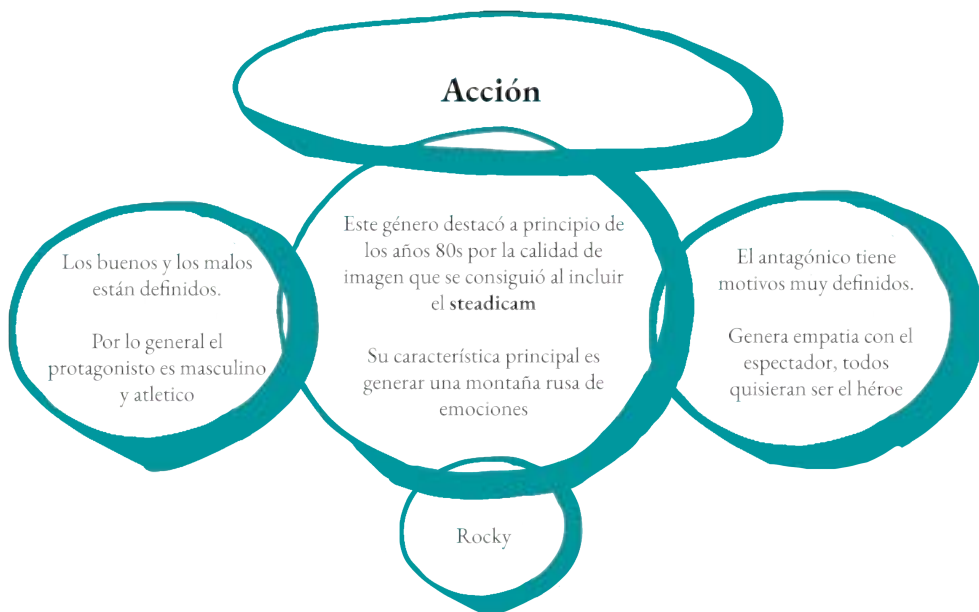 Acción
Los buenos y los malos
están definidos.
Por lo general el
protagonisto es masculino
y atletico
Este género destacó a principio de
los años 80s por la calidad de
imagen que se consiguió al incluir
el steadicam
Su característica principal es
generar una montaña rusa de
emociones
El antagónico tiene
motivos muy definidos.
Genera empatia con el
espectador, todos
quisieran ser el héroe
Rocky